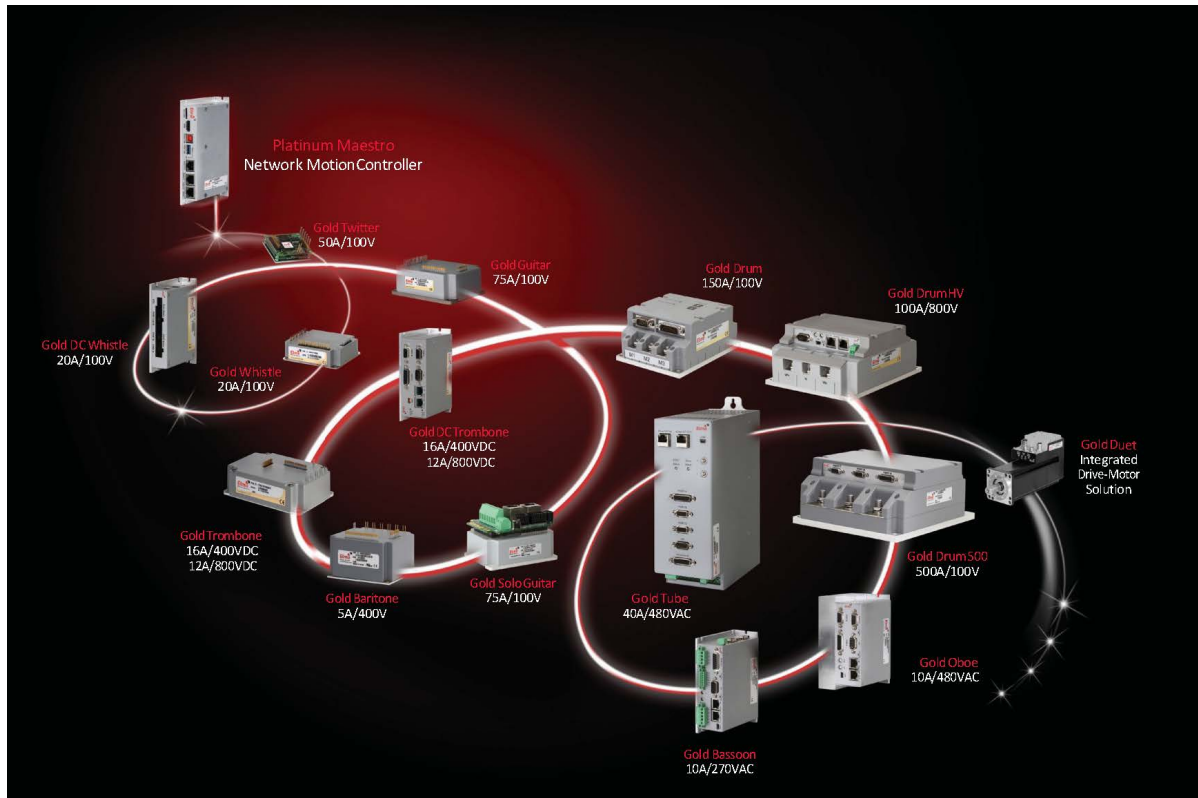 Platinum Maestro
Network Motion Controller
Gold Twitter
50A/100V
Gold Guitar
75A/100V
Gold Drum
150A/100V
Gold Drum HV
100A/800V
Gold DC Whistle
20A/100V
Gold Whistle
20A/100V
M1 M2 M3
Gold DC Trombone
16A/400VDC
12A/800VDC
Gold Duet
Integrated
Drive-Motor
Solution
Gold Trombone
16A/400VDC
12A/800VDC
Gold Baritone
5A/400V
Gold Solo Guitar
75A/100V
Gold Tube
40A/480VAC
Gold Drum 500
500A/100V
Gold Oboe
10A/480VAC
Gold Bassoon
10A/270VAC